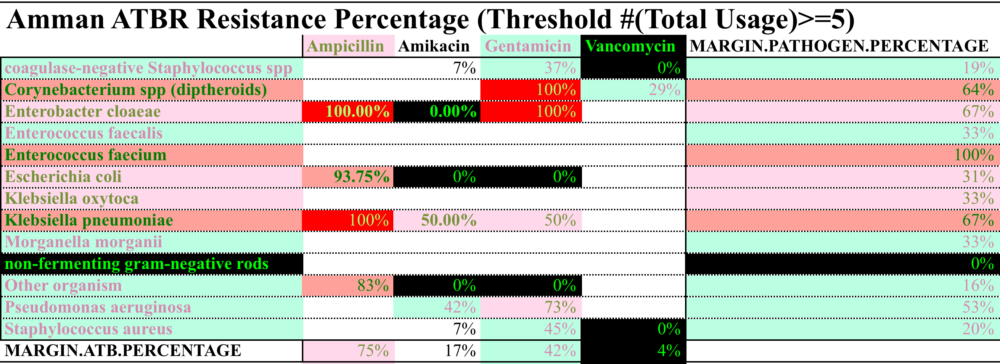 Amman ATBR Resistance Percentage (Threshold #(Total Usage)>=5)
Ampicillin Amikacin Gentamicin Vancomycin MARGIN.PATHOGEN.PERCENTAGE
coagulase-negative Staphylococcus spp 7% 37% 0% 19%
Corynebacterium spp (diptheroids) 100% 29% 64%
Enterobacter cloaeae 100.00% 0.00% 100% 67%
Enterococcus faecalis 33%
Enterococcus faecium 100%
Escherichia coli 93.75% 0% 0% 31%
Klebsiella oxytoca 33%
Klebsiella pneumoniae 100% 50.00% 50% 67%
Morganella morganii 33%
non-fermenting gram-negative rods 0%
Other organism 83% 0% 0% 16%
Pseudomonas aeruginosa 42% 73% 53%
Staphylococcus aureus 7% 45% 0% 20%
MARGIN.ATB.PERCENTAGE 75% 17% 42% 4%